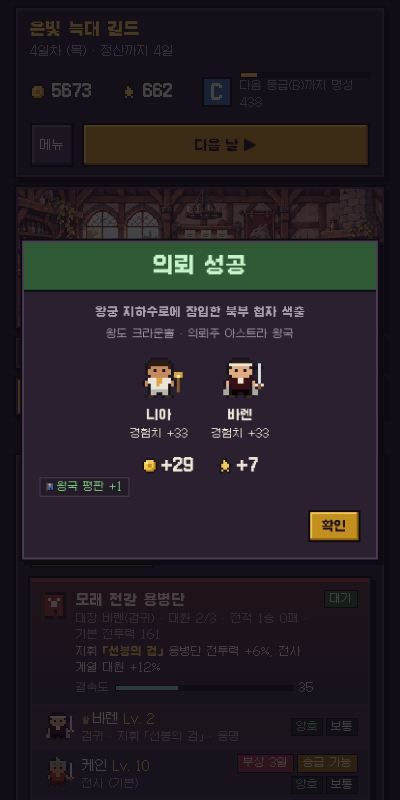 은빛 늑대 길드
4일차 (목) · 정산까지 4일
5673 662 C 다음 등급(B)까지 명성
438
메뉴 다음 날 ▶
의뢰 성공
왕궁 지하수로에 잠입한 북부 첩자 색출
왕도 크라운홀 · 의뢰주 아스트라 왕국
니아 바렌
경험치 +33 경험치 +33
+29 +7
왕국 평판 +1
확인
모래 전갈 용병단 대기
대장 바렌(검귀) · 대원 2/3 · 전적 1승 0패 ·
기본 전투력 161
지휘 「선봉의 검」 용병단 전투력 +6%, 전사
계열 대원 +12%
결속도 35
바렌 Lv. 2
검귀 · 지휘 「선봉의 검」 · 용맹 양호 보통
케인 Lv. 10 부상 3일 승급 가능
전사 (기본) 양호 보통